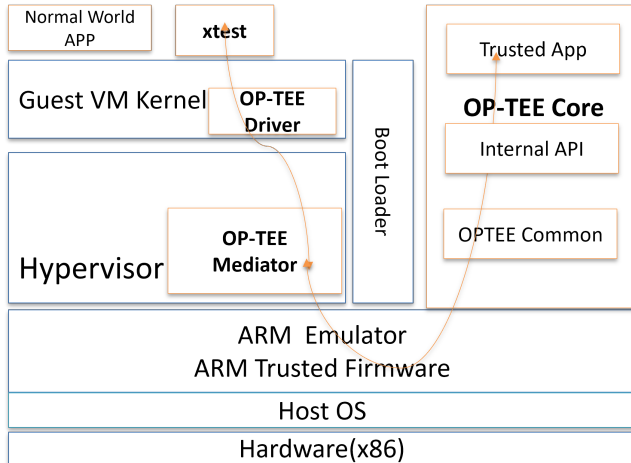 Normal World
APP
xtest
Guest VM Kernel
OP-TEE
Driver
Boot Loader
Hypervisor
OP-TEE
Mediator
Trusted App
OP-TEE Core
Internal API
OPTEE Common
ARM Emulator
ARM Trusted Firmware
Host OS
Hardware(x86)